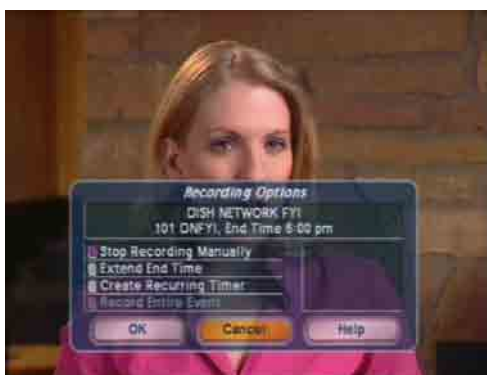 Recording Options
DISH NETWORK FYI
101 DNFYI, End Time 6:00 pm
Stop Recording Manually
Extend End Time
Create Recurring Timer
Record Entire Event
OK
Cancel
Help